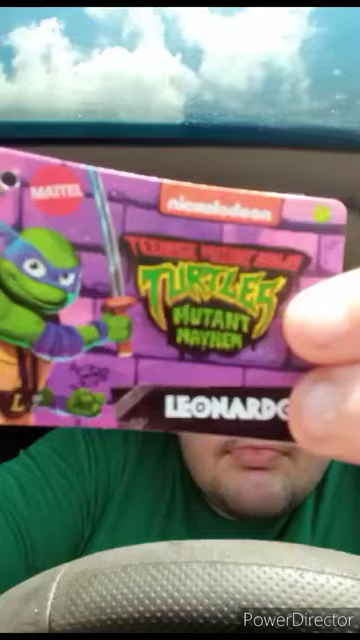 MATTEL
nickelodeon
TEENAGE MUTANT NINJA
TURTLES
MUTANT
MAYHEM
L
LEONARDO
PowerDirector